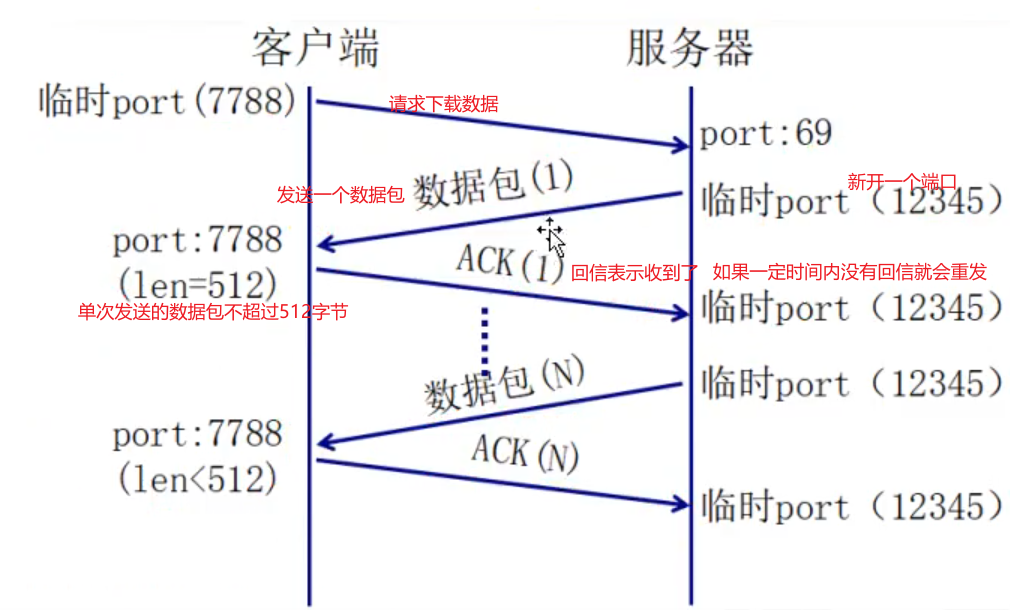 客户端
服务器
临时port(7788)
请求下载数据
port:69
发送一个数据包
数据包(1)
新开一个端口
临时port（12345）
port:7788
(len=512)
ACK(1)
回信表示收到了
如果一定时间内没有回信就会重发
单次发送的数据包不超过512字节
临时port（12345）
数据包(N)
临时port（12345）
port:7788
(len<512)
ACK(N)
临时port（12345）